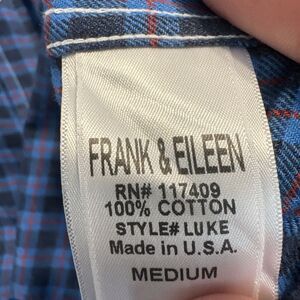 FRANK & EILEEN
RN# 117409
100% COTTON
STYLE# LUKE
Made in U.S.A.
MEDIUM